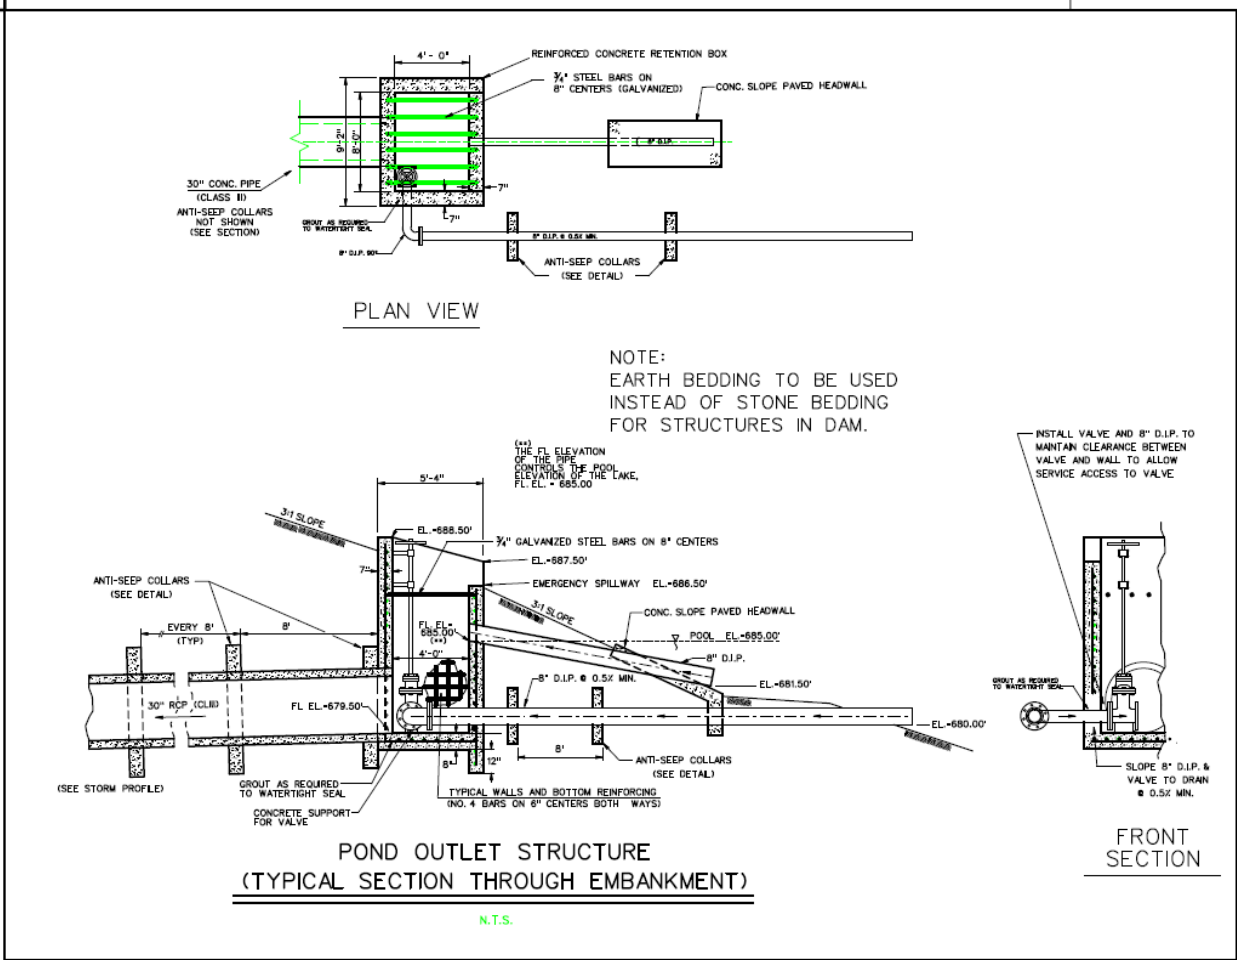 4'- 0"
REINFORCED CONCRETE RETENTION BOX
3/4" STEEL BARS ON
8" CENTERS (GALVANIZED)
CONC. SLOPE PAVED HEADWALL
9'-2"
8'-0"
8" D.I.P.
30" CONC. PIPE
(CLASS III)
ANTI-SEEP COLLARS
NOT SHOWN
(SEE SECTION)
7"
7"
GROUT AS REQUIRED
TO WATERTIGHT SEAL
8" D.I.P. 90°
8" D.I.P. @ 0.5% MIN.
ANTI-SEEP COLLARS
(SEE DETAIL)
PLAN VIEW
NOTE:
EARTH BEDDING TO BE USED
INSTEAD OF STONE BEDDING
FOR STRUCTURES IN DAM.
(**)
THE FL ELEVATION
OF THE PIPE
CONTROLS THE POOL
ELEVATION OF THE LAKE,
FL. EL. = 685.00
5'-4"
3:1 SLOPE
EL.=688.50'
3/4" GALVANIZED STEEL BARS ON 8" CENTERS
EL.=687.50'
7"
EMERGENCY SPILLWAY EL.=686.50'
3:1 SLOPE
CONC. SLOPE PAVED HEADWALL
ANTI-SEEP COLLARS
(SEE DETAIL)
EVERY 8'
(TYP)
8'
FL. EL=
685.00'
(**)
POOL EL.=685.00'
4'-0"
8" D.I.P.
8" D.I.P. @ 0.5% MIN.
EL.=681.50'
30" RCP (CLIII)
FL EL.=679.50'
EL.=680.00'
8'
8"
12"
ANTI-SEEP COLLARS
(SEE DETAIL)
(SEE STORM PROFILE)
GROUT AS REQUIRED
TO WATERTIGHT SEAL
TYPICAL WALLS AND BOTTOM REINFORCING
(NO. 4 BARS ON 6" CENTERS BOTH WAYS)
CONCRETE SUPPORT
FOR VALVE
POND OUTLET STRUCTURE
(TYPICAL SECTION THROUGH EMBANKMENT)
N.T.S.
INSTALL VALVE AND 8" D.I.P. TO
MAINTAIN CLEARANCE BETWEEN
VALVE AND WALL TO ALLOW
SERVICE ACCESS TO VALVE
GROUT AS REQUIRED
TO WATERTIGHT SEAL
SLOPE 8" D.I.P. &
VALVE TO DRAIN
@ 0.5% MIN.
FRONT
SECTION